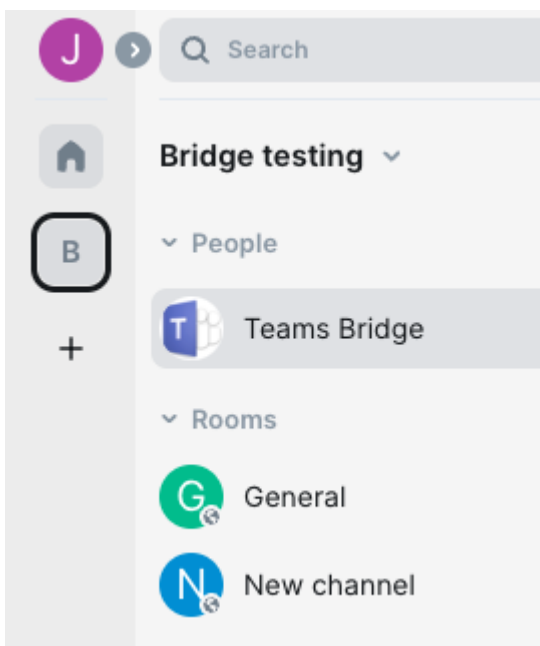 J
Search
Bridge testing
B
People
T
Teams Bridge
Rooms
G
General
N
New channel